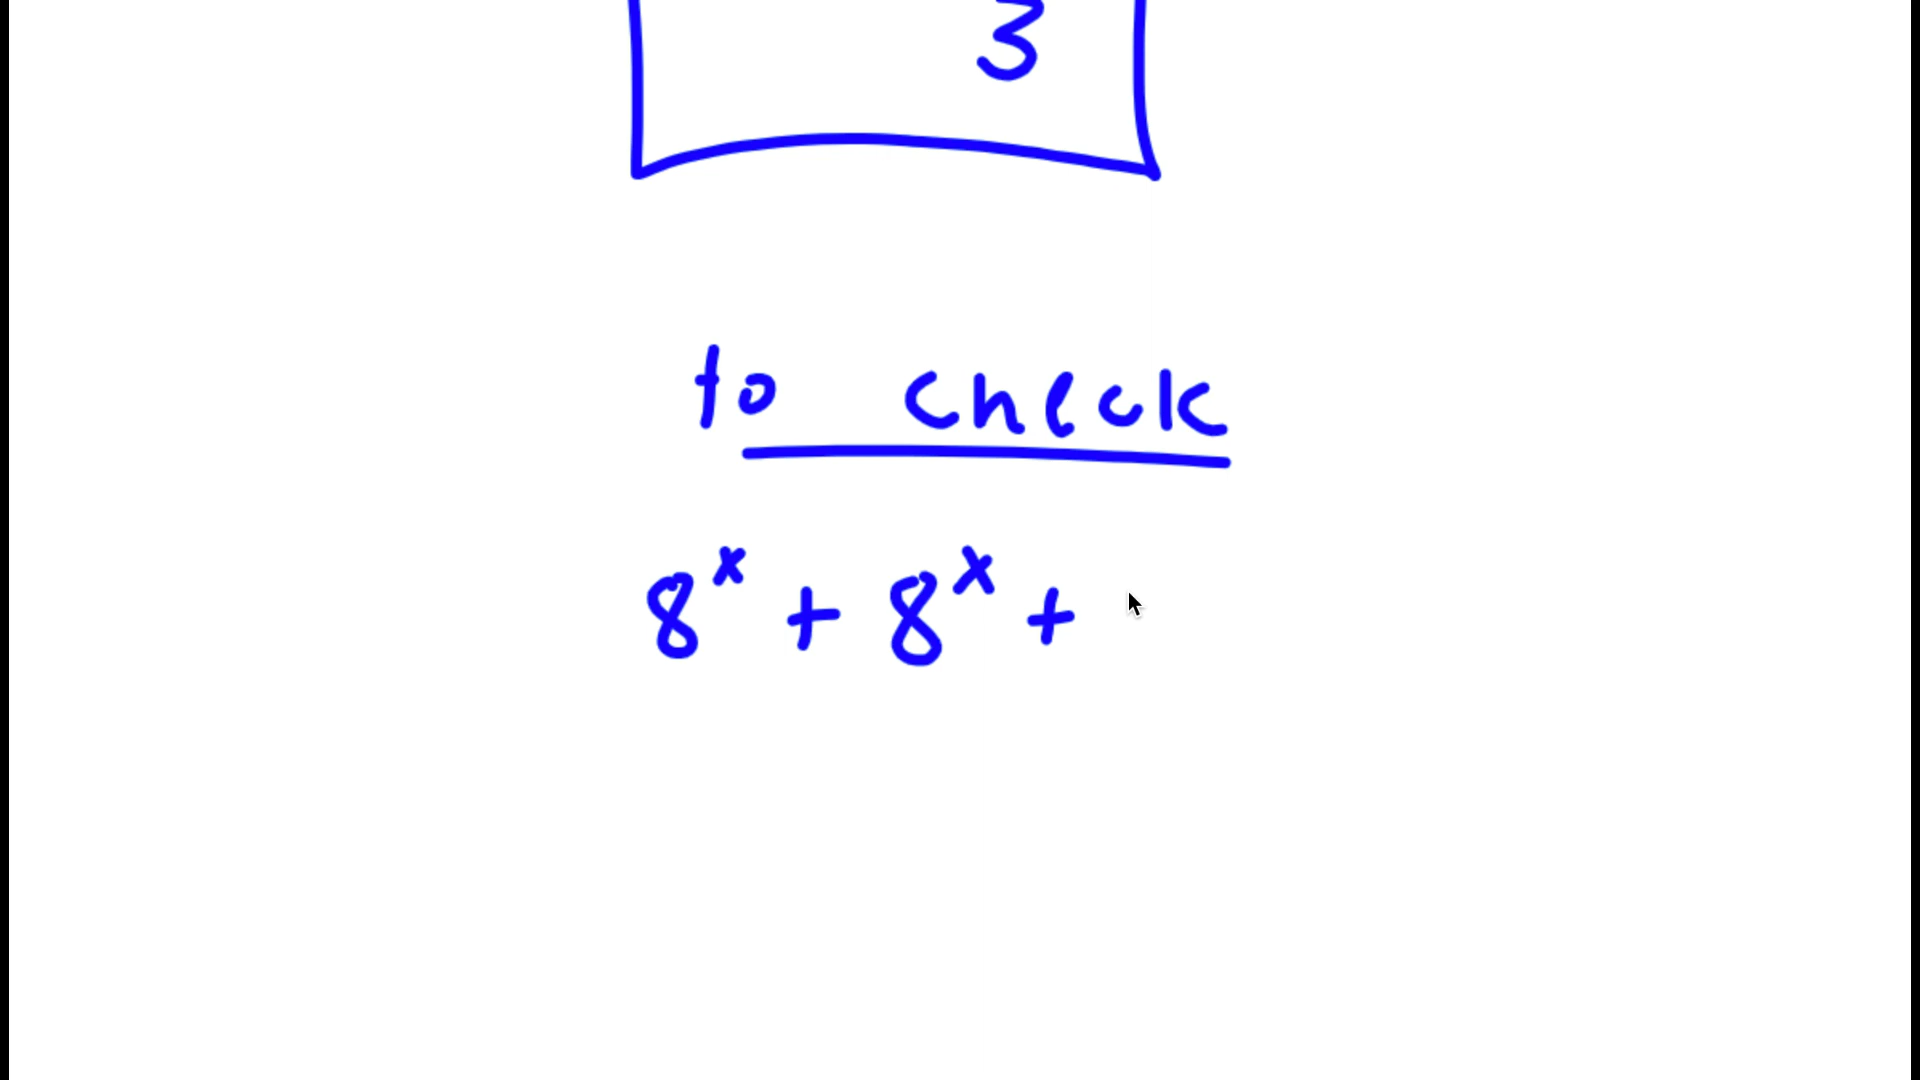 3
to check
8^x + 8^x +